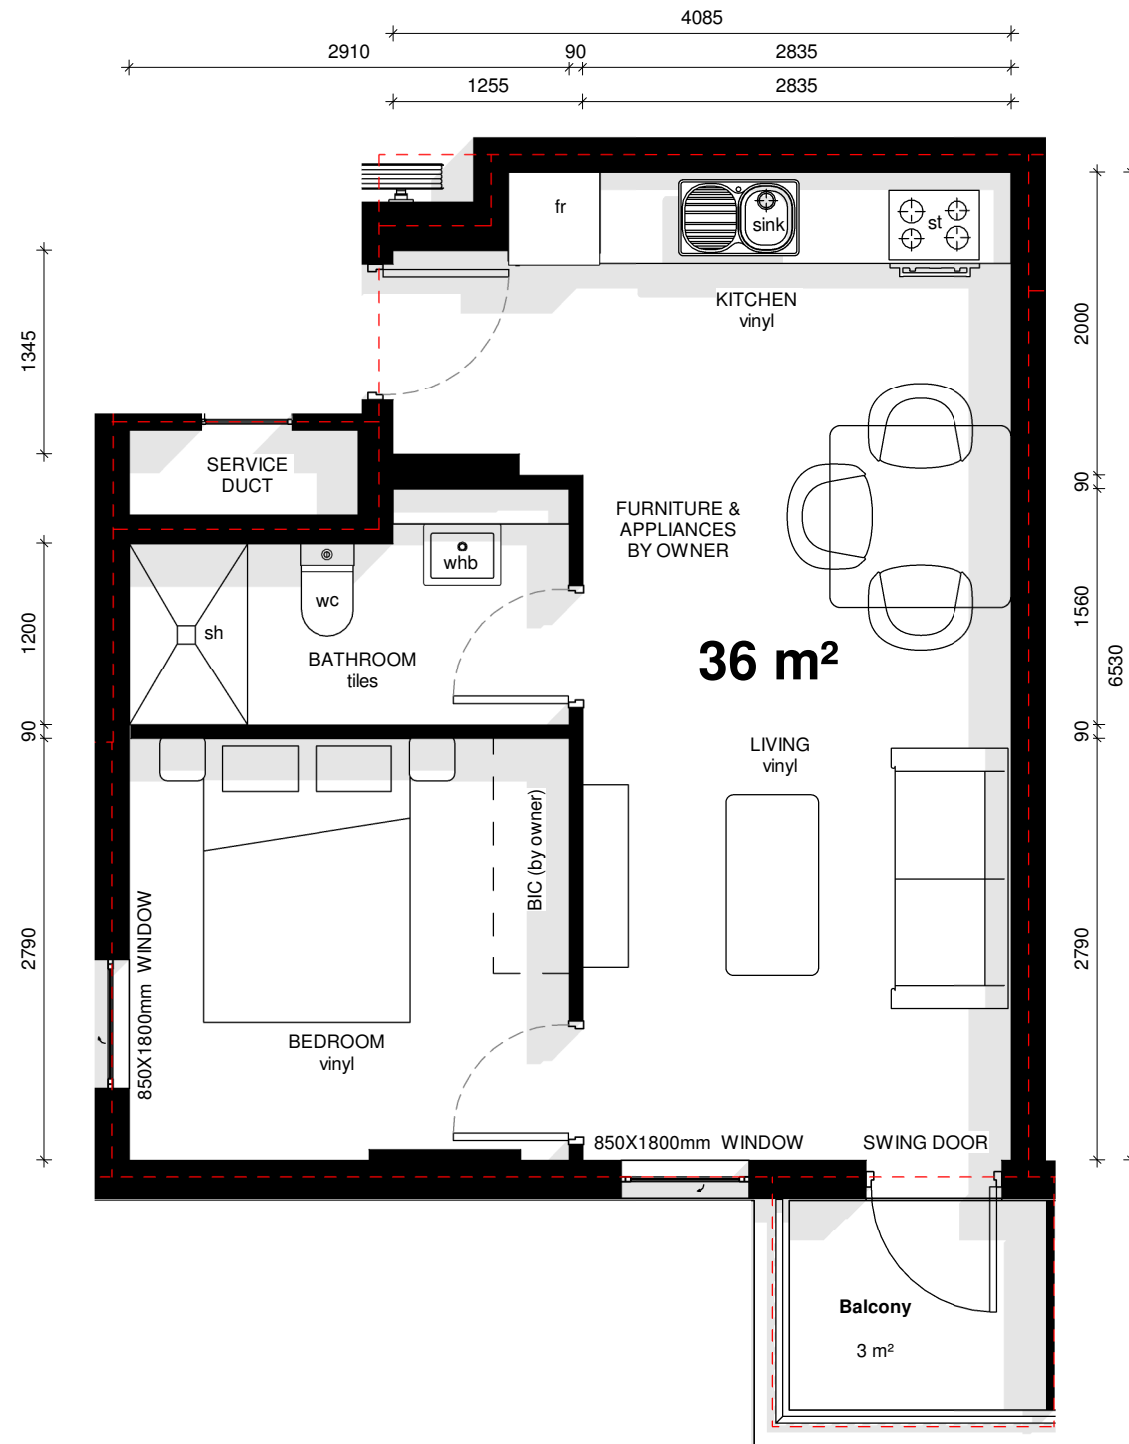 4085
2910
90
2835
1255
2835
fr
sink
st
KITCHEN
vinyl
1345
2000
SERVICE
DUCT
90
FURNITURE &
APPLIANCES
BY OWNER
whb
wc
sh
1200
1560
BATHROOM
tiles
36 m²
6530
90
90
LIVING
vinyl
BIC (by owner)
850X1800mm WINDOW
2790
2790
BEDROOM
vinyl
850X1800mm WINDOW
SWING DOOR
Balcony
3 m²